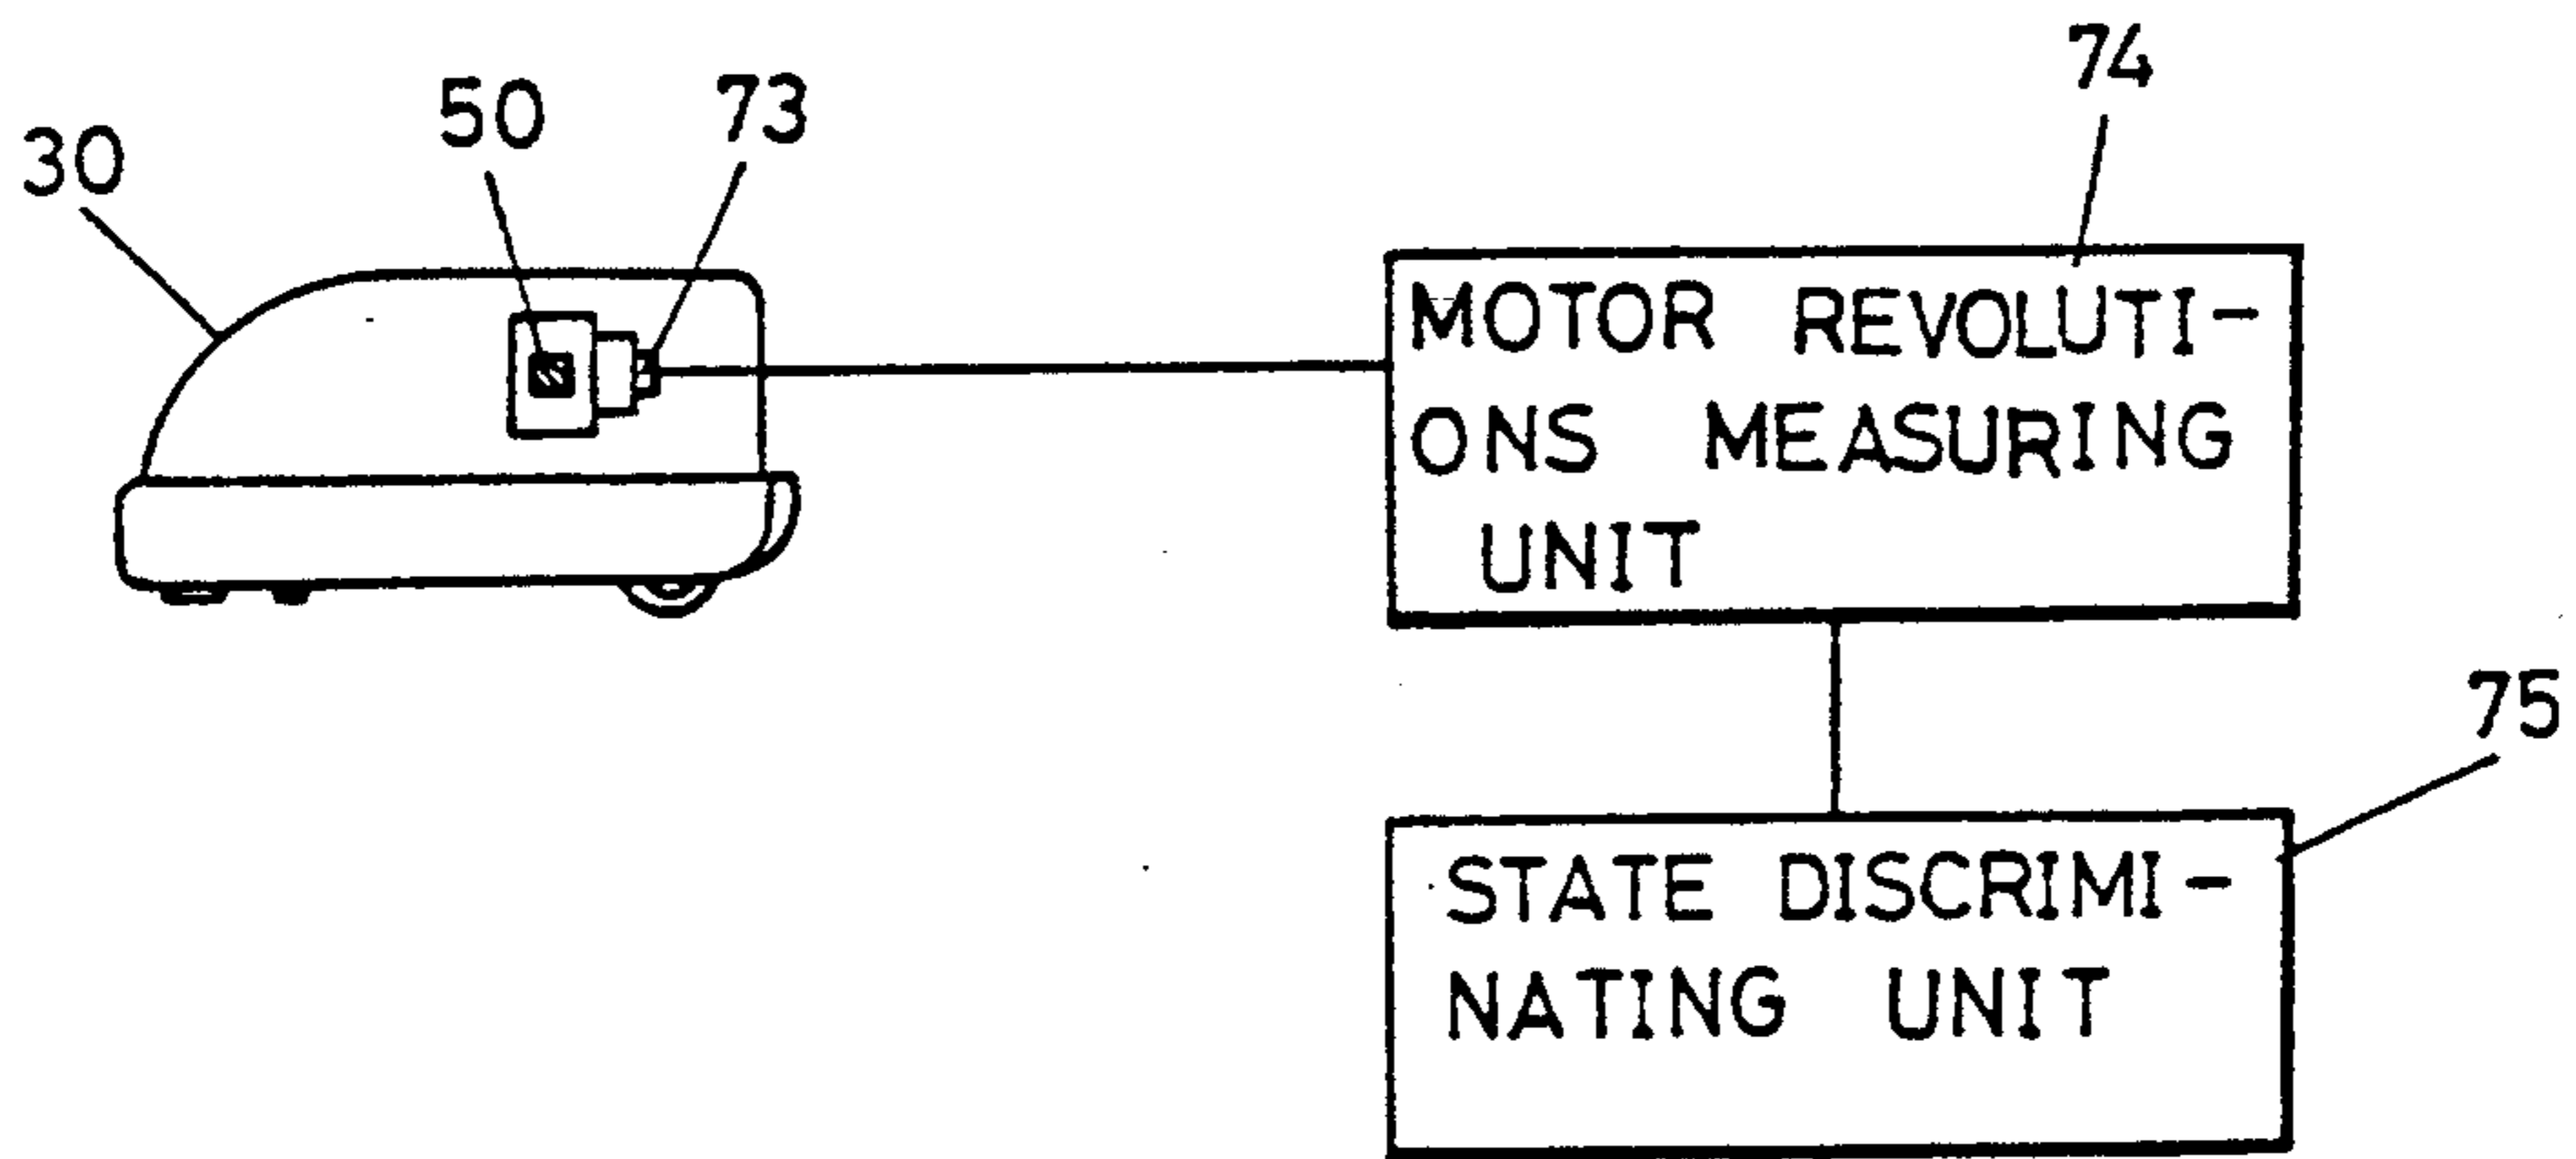 74
50 73
30
MOTOR REVOLUTI-
ONS MEASURING
UNIT
75
STATE DISCRIMI-
NATING UNIT